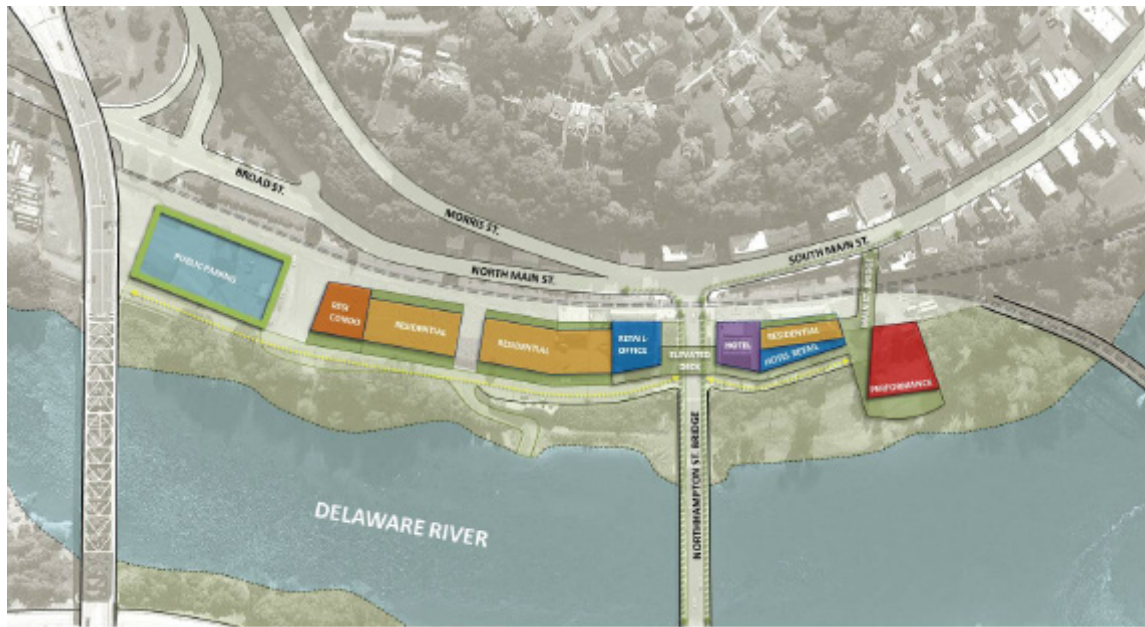 BROAD ST.
MORRIS ST.
NORTH MAIN ST.
SOUTH MAIN ST.
PUBLIC PARKING
CONDO
RESIDENTIAL
RESIDENTIAL
RETAIL
OFFICE
ELEVATED
DECK
HOTEL
RESIDENTIAL
HOTEL RETAIL
PERFORMANCE
NORTHAMPTON ST. BRIDGE
DELAWARE RIVER